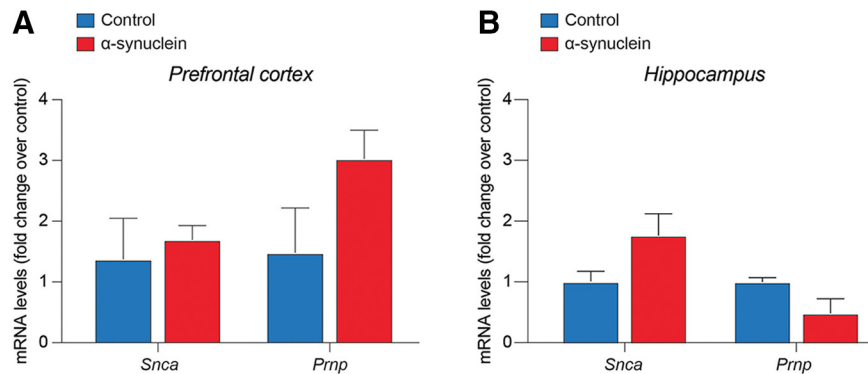 A
Control
α-synuclein
Prefrontal cortex
mRNA levels (fold change over control)
4
3
2
1
0
Snca
Prnp
B
Control
α-synuclein
Hippocampus
mRNA levels (fold change over control)
4
3
2
1
0
Snca
Prnp